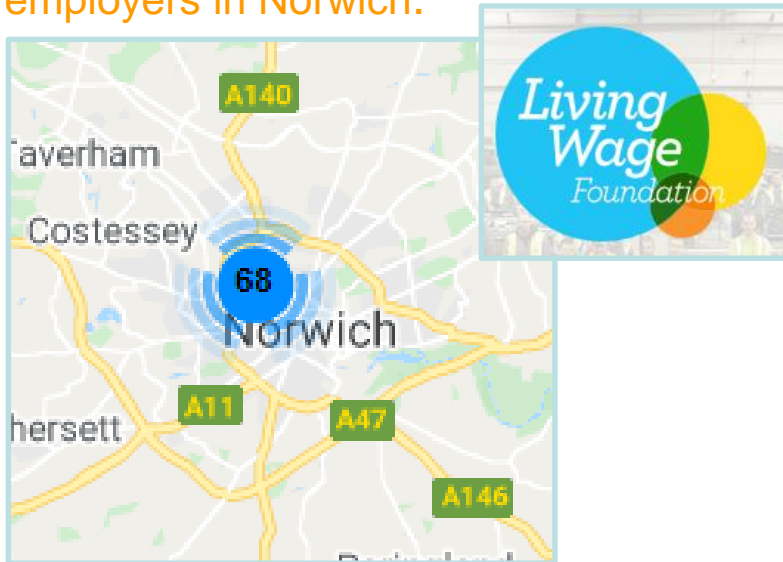 employers in Norwich.
Living
Wage
Foundation
A140
Taverham
Costessey
68
Norwich
A11
A47
hersett
A146